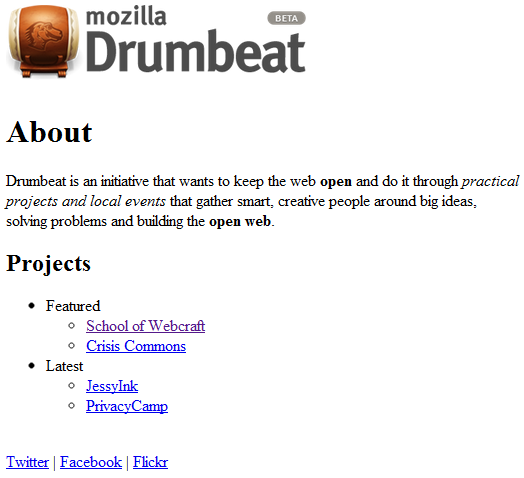 mozilla BETA
Drumbeat
About
Drumbeat is an initiative that wants to keep the web open and do it through practical
projects and local events that gather smart, creative people around big ideas,
solving problems and building the open web.
Projects
Featured
School of Webcraft
Crisis Commons
Latest
JessyInk
PrivacyCamp
Twitter | Facebook | Flickr